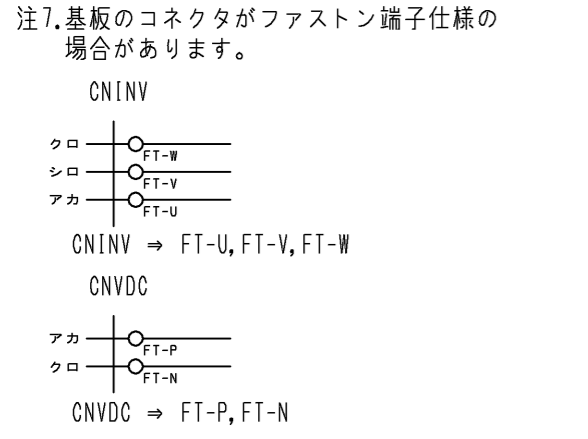 注7.基板のコネクタがファストン端子仕様の
場合があります。
CNINV
クロ FT-W
シロ FT-V
アカ FT-U
CNINV ⇒ FT-U,FT-V,FT-W
CNVDC
アカ FT-P
クロ FT-N
CNVDC ⇒ FT-P,FT-N